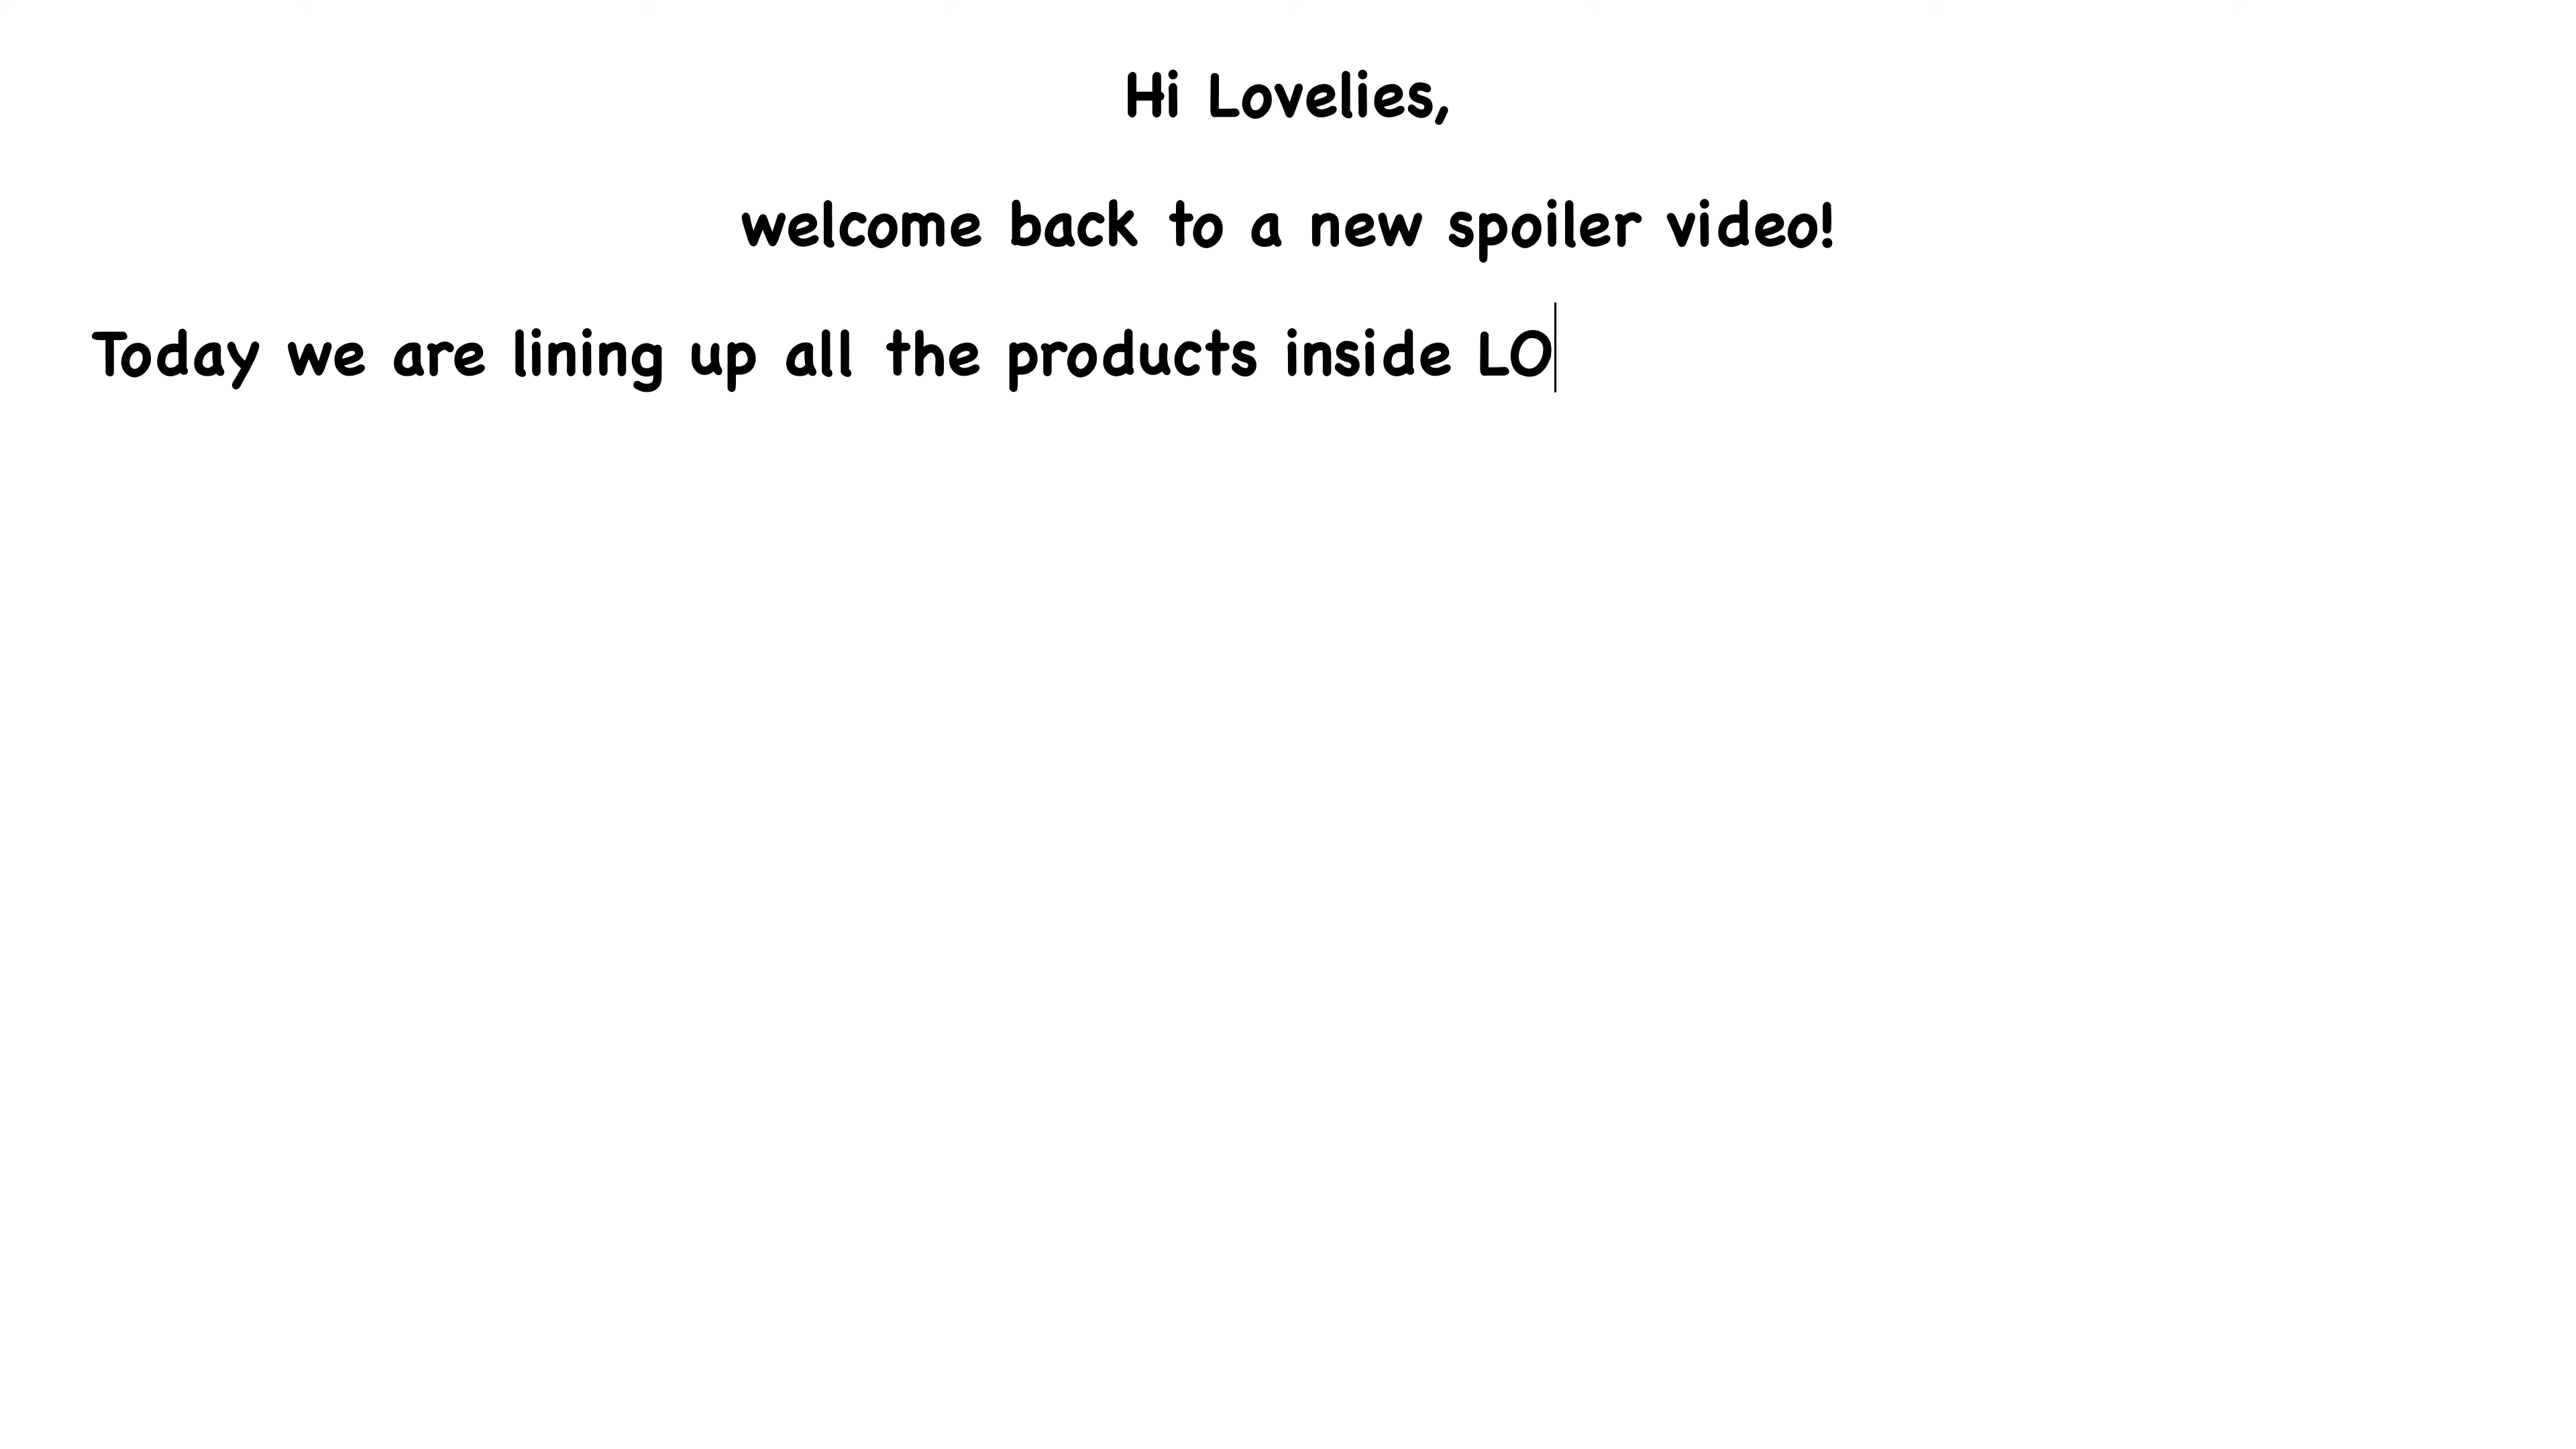 Hi Lovelies,
welcome back to a new spoiler video!
Today we are lining up all the products inside LO